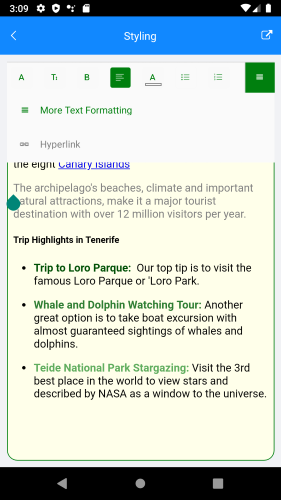 3:09
Styling
A
TI
B
A
More Text Formatting
Hyperlink
the eight Canary Islands
The archipelago's beaches, climate and important
natural attractions, make it a major tourist
destination with over 12 million visitors per year.
Trip Highlights in Tenerife
• Trip to Loro Parque: Our top tip is to visit the
famous Loro Parque or 'Loro Park.
• Whale and Dolphin Watching Tour: Another
great option is to take boat excursion with
almost guaranteed sightings of whales and
dolphins.
• Teide National Park Stargazing: Visit the 3rd
best place in the world to view stars and
described by NASA as a window to the universe.